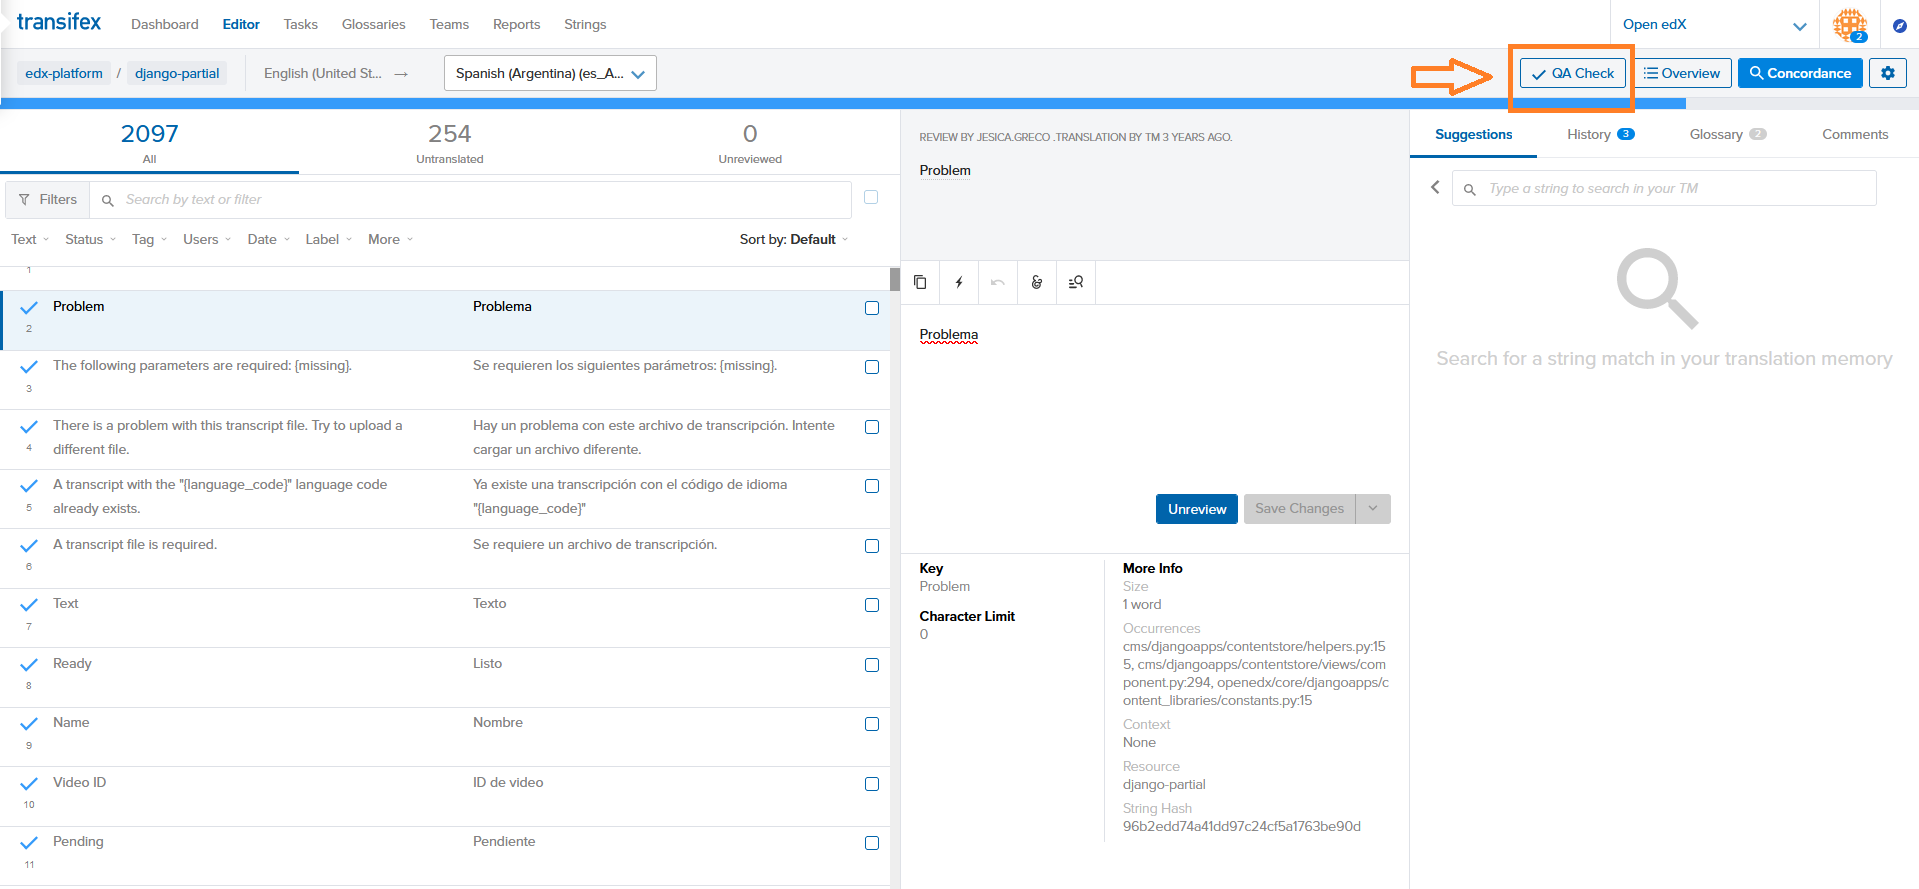 transifex
Dashboard
Editor
Tasks
Glossaries
Teams
Reports
Strings
Open edX
2
edx-platform / django-partial
English (United St... →
Spanish (Argentina) (es_A...
QA Check
Overview
Concordance
2097
All
254
Untranslated
0
Unreviewed
Filters
Search by text or filter
Text
Status
Tag
Users
Date
Label
More
Sort by: Default
1
Problem
Problema
2
The following parameters are required: {missing}.
Se requieren los siguientes parámetros: {missing}.
3
There is a problem with this transcript file. Try to upload a
different file.
Hay un problema con este archivo de transcripción. Intente
cargar un archivo diferente.
4
A transcript with the "{language_code}" language code
already exists.
Ya existe una transcripción con el código de idioma
"{language_code}"
5
A transcript file is required.
Se requiere un archivo de transcripción.
6
Text
Texto
7
Ready
Listo
8
Name
Nombre
9
Video ID
ID de video
10
Pending
Pendiente
11
REVIEW BY JESICA.GRECO .TRANSLATION BY TM 3 YEARS AGO.
Problem
Problema
Unreview
Save Changes
Key
Problem
Character Limit
0
More Info
Size
1 word
Occurrences
cms/djangoapps/contentstore/helpers.py:15
5, cms/djangoapps/contentstore/views/com
ponent.py:294, openedx/core/djangoapps/c
ontent_libraries/constants.py:15
Context
None
Resource
django-partial
String Hash
96b2edd74a41dd97c24cf5a1763be90d
Suggestions
History 3
Glossary 2
Comments
Type a string to search in your TM
Search for a string match in your translation memory